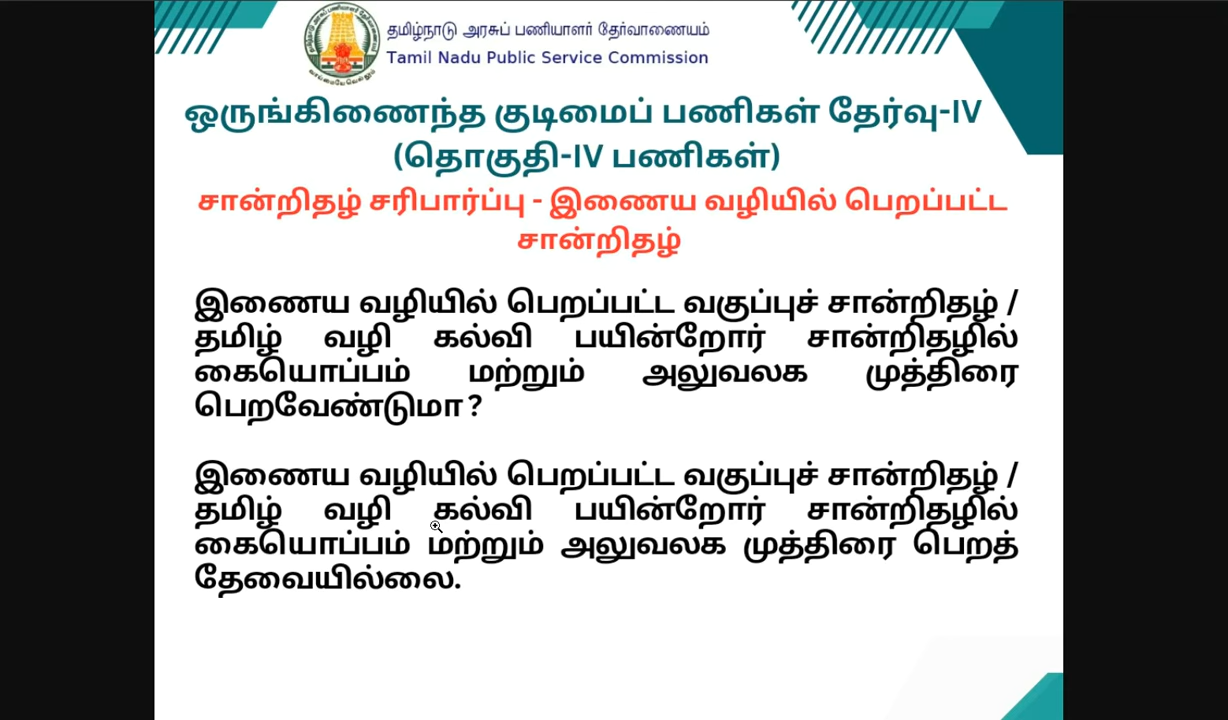 தமிழ்நாடு அரசுப் பணியாளர் தேர்வாணையம்
Tamil Nadu Public Service Commission
ஒருங்கிணைந்த குடிமைப் பணிகள் தேர்வு-IV
(தொகுதி-IV பணிகள்)
சான்றிதழ் சரிபார்ப்பு - இணைய வழியில் பெறப்பட்ட
சான்றிதழ்
இணைய வழியில் பெறப்பட்ட வகுப்புச் சான்றிதழ் /
தமிழ் வழி கல்வி பயின்றோர் சான்றிதழில்
கையொப்பம் மற்றும் அலுவலக முத்திரை
பெறவேண்டுமா ?
இணைய வழியில் பெறப்பட்ட வகுப்புச் சான்றிதழ் /
தமிழ் வழி கல்வி பயின்றோர் சான்றிதழில்
கையொப்பம் மற்றும் அலுவலக முத்திரை பெறத்
தேவையில்லை.